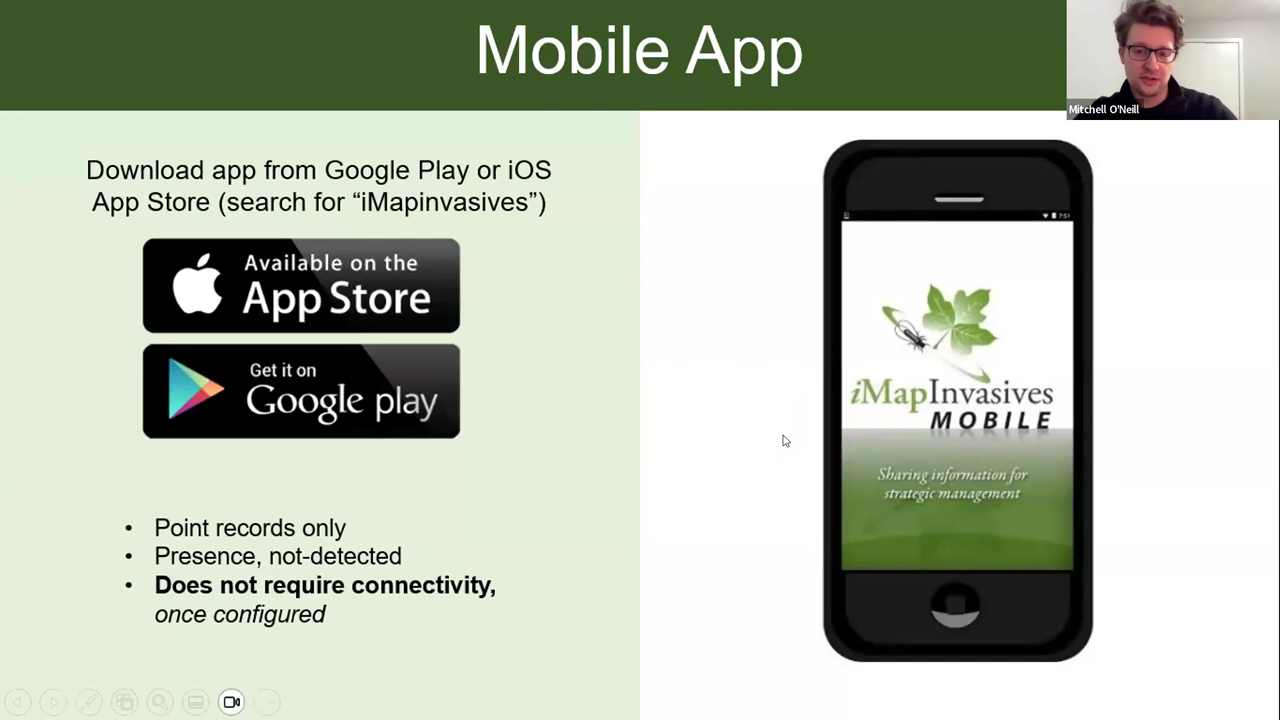 Mobile App
Mitchell O'Neill
Download app from Google Play or iOS
App Store (search for “iMapinvasives”)
Available on the
App Store
Get it on
Google play
• Point records only
• Presence, not-detected
• Does not require connectivity,
once configured
7:51
iMapInvasives
MOBILE
Sharing information for
strategic management